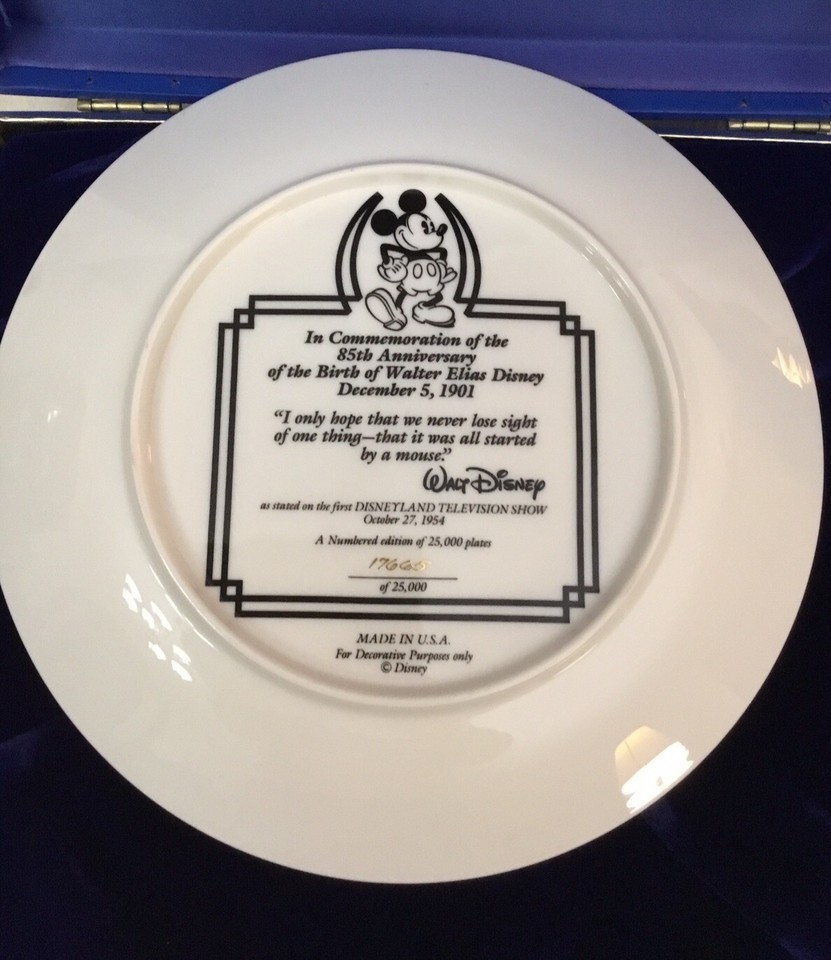 In Commemoration of the
85th Anniversary
of the Birth of Walter Elias Disney
December 5, 1901
“I only hope that we never lose sight
of one thing—that it was all started
by a mouse.”
Walt Disney
as stated on the first DISNEYLAND TELEVISION SHOW
October 27, 1954
A Numbered edition of 25,000 plates
17665
of 25,000
MADE IN U.S.A.
For Decorative Purposes only
© Disney